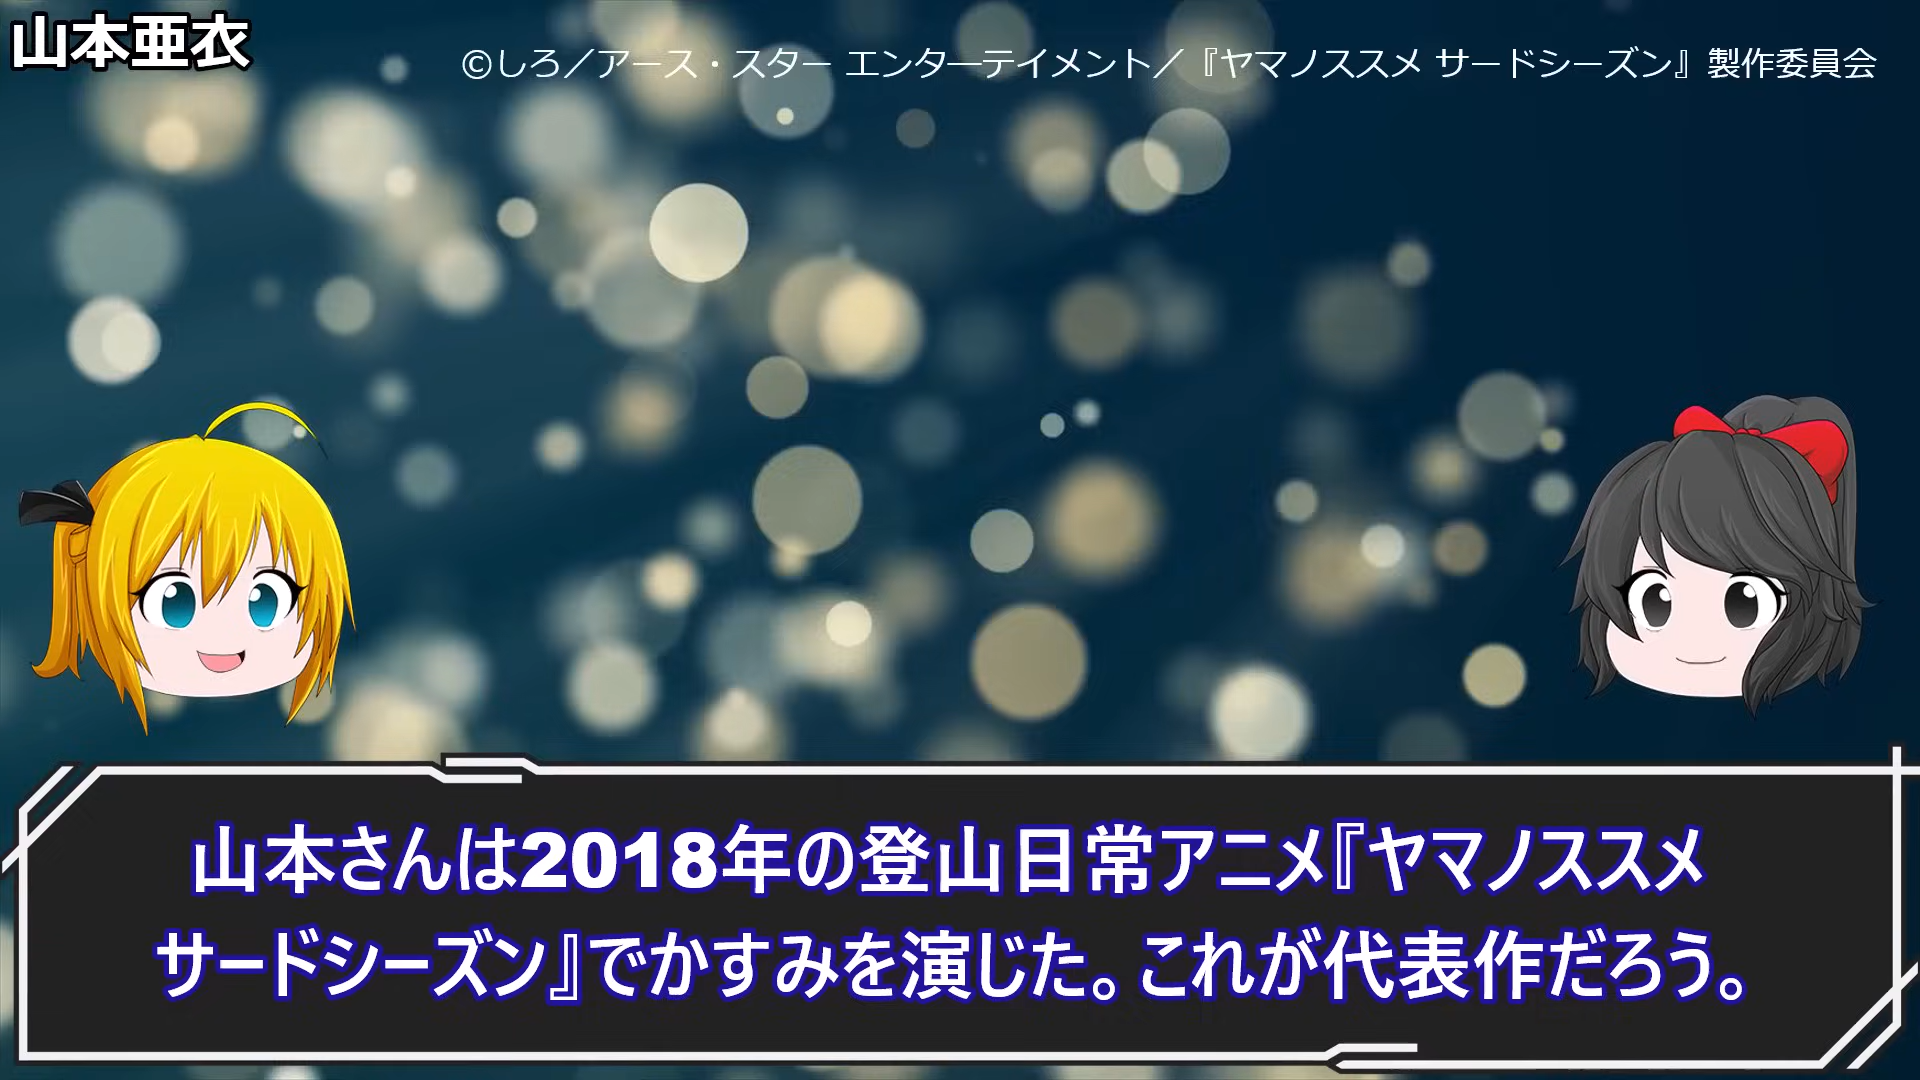 山本亜衣
©しろ／アース・スター エンターテイメント／『ヤマノススメ サードシーズン』製作委員会
山本さんは2018年の登山日常アニメ『ヤマノススメ
サードシーズン』でかすみを演じた。これが代表作だろう。